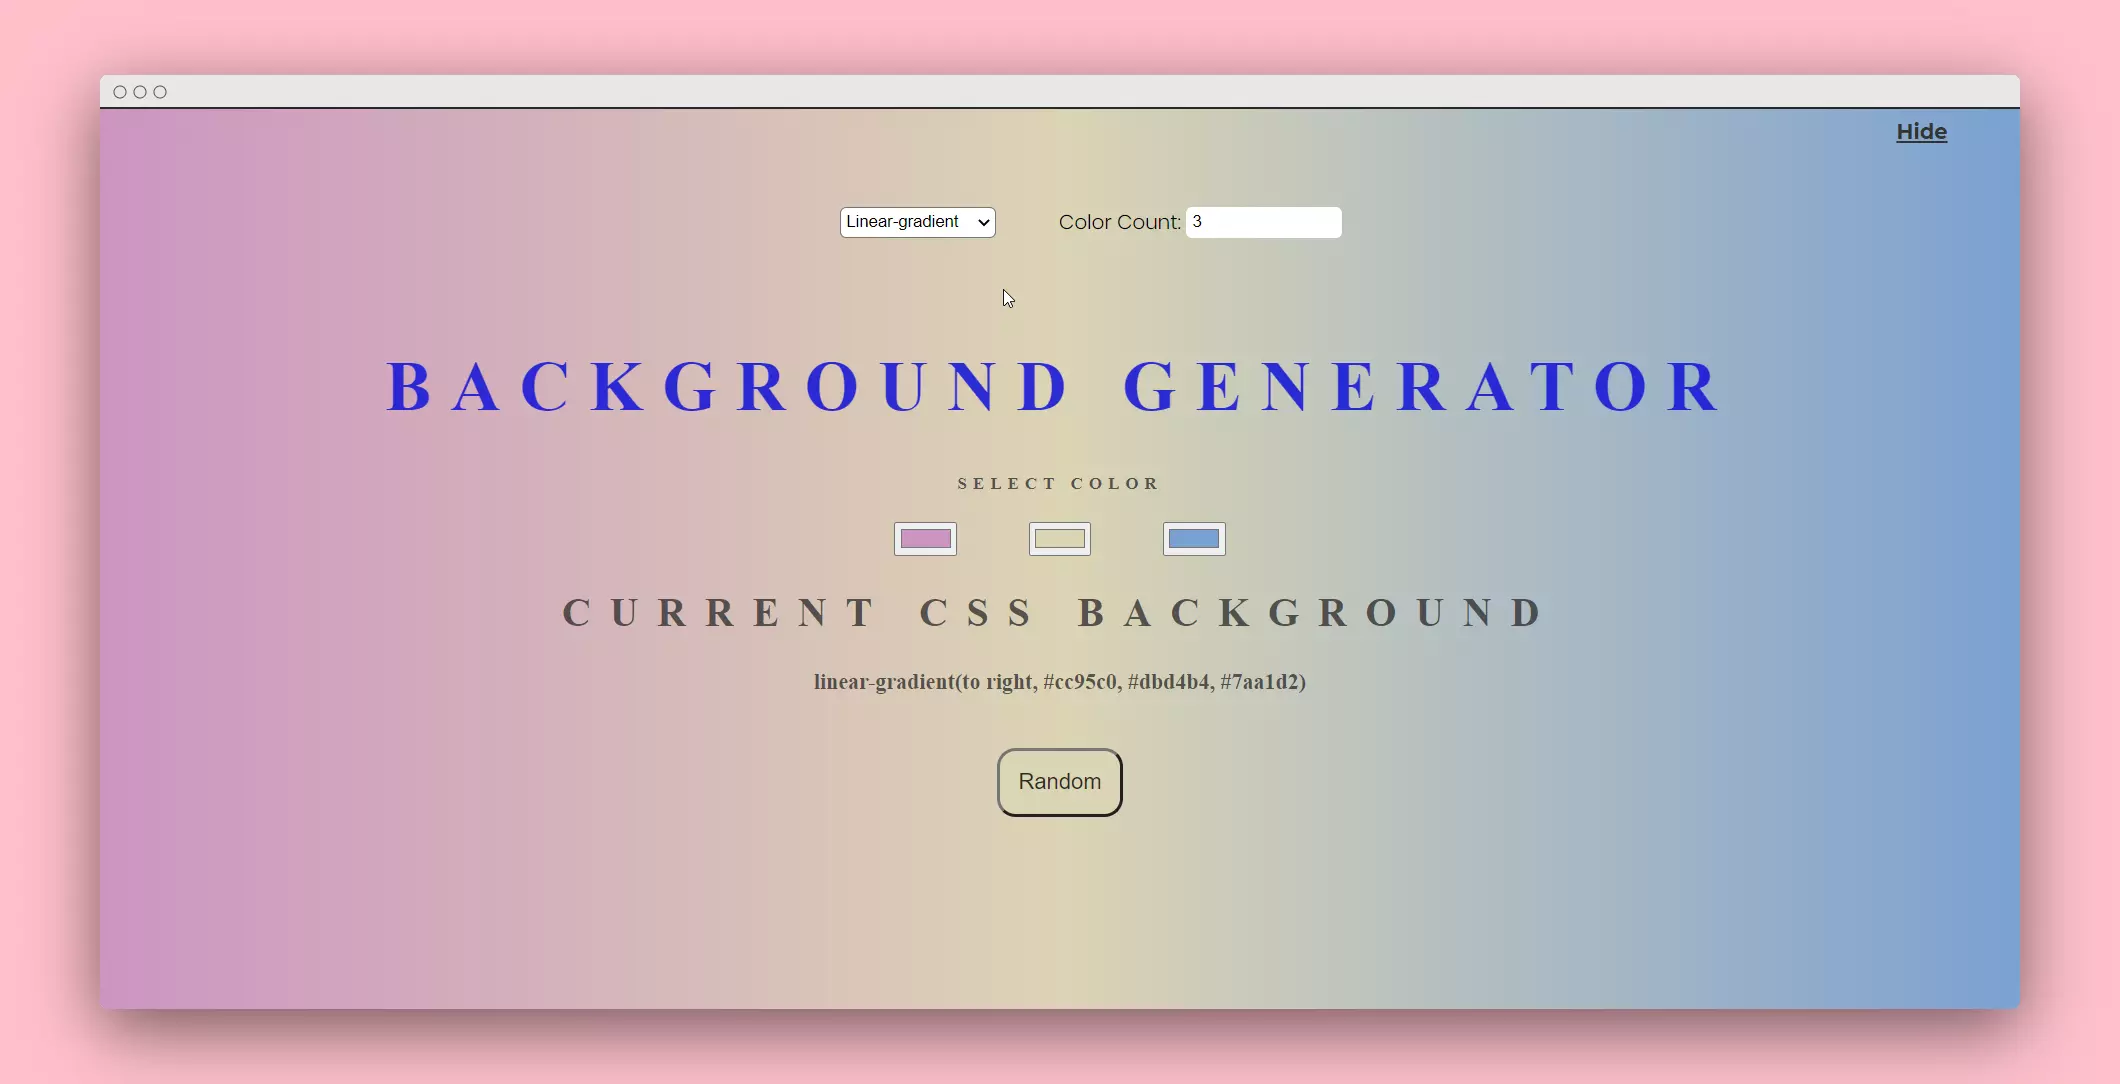 Hide
Linear-gradient Color Count: 3
BACKGROUND GENERATOR
SELECT COLOR
CURRENT CSS BACKGROUND
linear-gradient(to right, #cc95c0, #dbd4b4, #7aa1d2)
Random